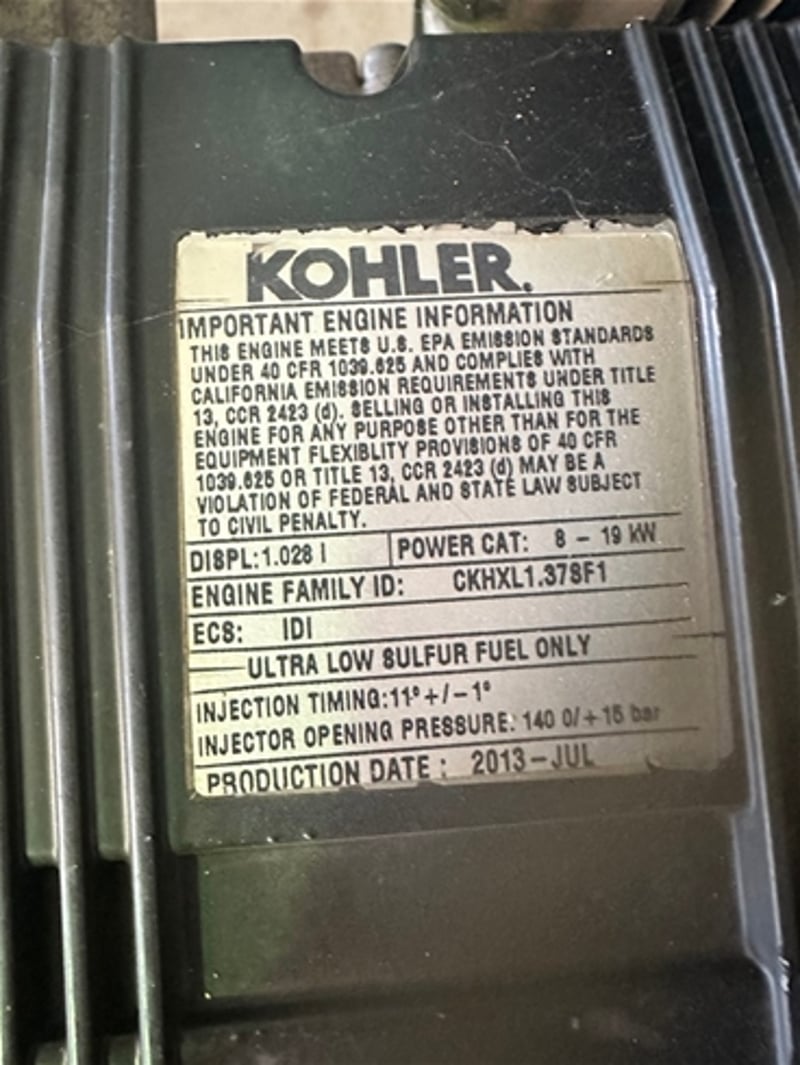 KOHLER.
IMPORTANT ENGINE INFORMATION
THIS ENGINE MEETS U.S. EPA EMISSION STANDARDS
UNDER 40 CFR 1039.625 AND COMPLIES WITH
CALIFORNIA EMISSION REQUIREMENTS UNDER TITLE
13, CCR 2423 (d). SELLING OR INSTALLING THIS
ENGINE FOR ANY PURPOSE OTHER THAN FOR THE
EQUIPMENT FLEXIBLITY PROVISIONS OF 40 CFR
1039.625 OR TITLE 13, CCR 2423 (d) MAY BE A
VIOLATION OF FEDERAL AND STATE LAW SUBJECT
TO CIVIL PENALTY.
DISPL: 1.028 l POWER CAT: 8 - 19 kW
ENGINE FAMILY ID: CKHXL1.378F1
ECS: IDI
ULTRA LOW SULFUR FUEL ONLY
INJECTION TIMING: 11° +/- 1°
INJECTOR OPENING PRESSURE: 140 0/+15 bar
PRODUCTION DATE : 2013-JUL